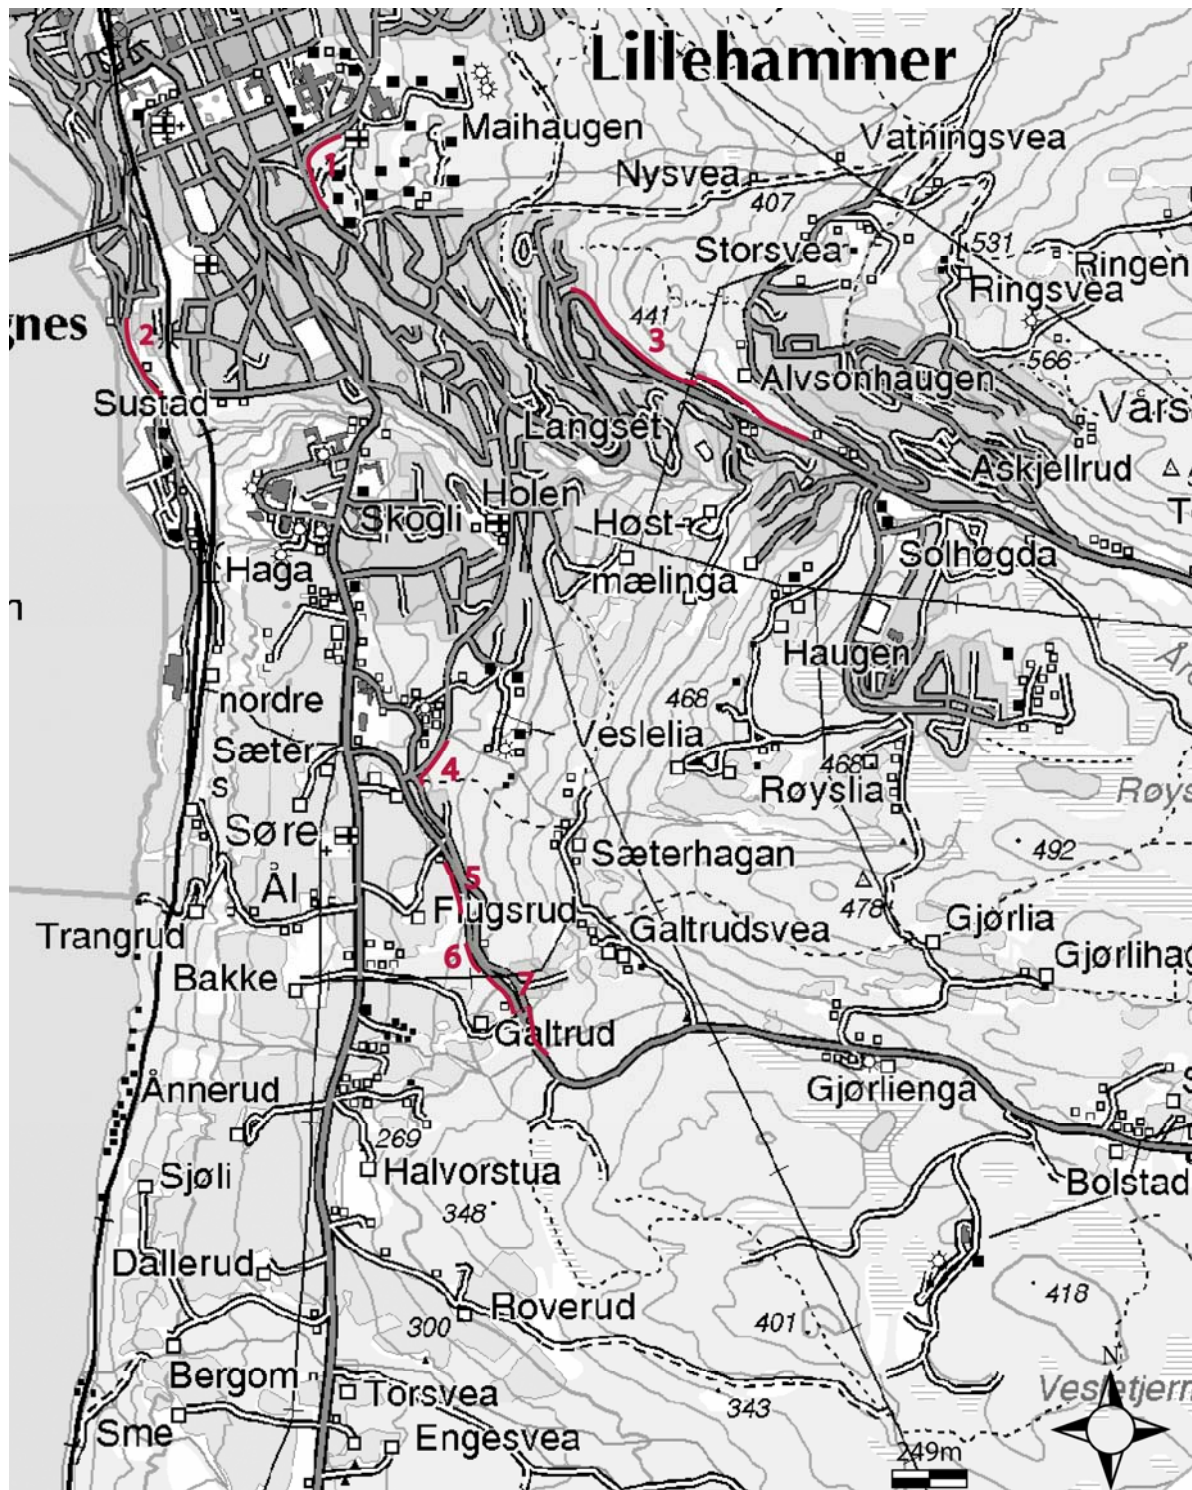 Lillehammer
Maihaugen
Vatningsvea
1
Nysvea
407
Storsvea
531
Ringen
Ringsvea
gnes
2
441
3
566
Alvsonhaugen
Sustad
Vårs
Langset
Askjellrud
Holen
Skogli
Høst-
mælinga
Solhøgda
Haga
n
Haugen
nordre
468
Veslelia
Sæter
s
4
468
Røyslia
Røys
Søre
Ål
Sæterhagan
492
5
Flugsrud
478
Trangrud
Galtrudsvea
Gjørlia
6
Bakke
7
Gjørlihag
Galtrud
Ånnerud
Gjørlienga
269
Sjøli
Halvorstua
Bolstad
348
Dallerud
418
Roverud
300
401
Bergom
Torsvea
343
N
Vesletjern
Sme
Engesvea
249m